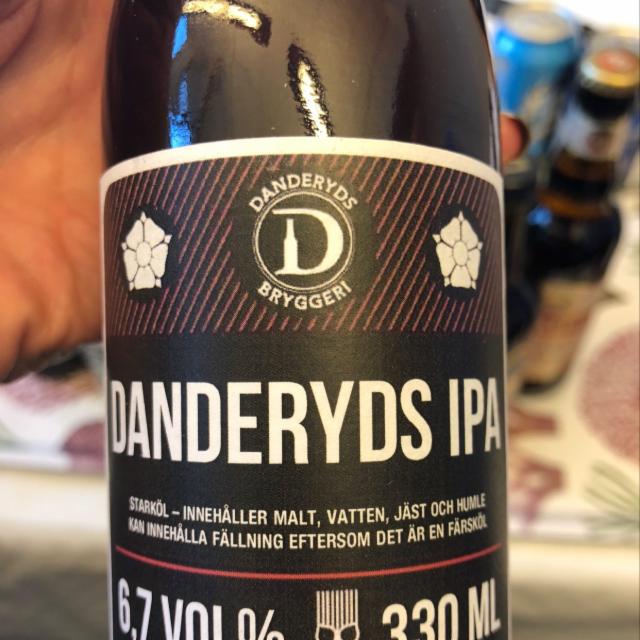 DANDERYDS
D
BRYGGERI
DANDERYDS IPA
STARKÖL – INNEHÅLLER MALT, VATTEN, JÄST OCH HUMLE
KAN INNEHÅLLA FÄLLNING EFTERSOM DET ÄR EN FÄRSKÖL
6,7 VOL% 330 ML